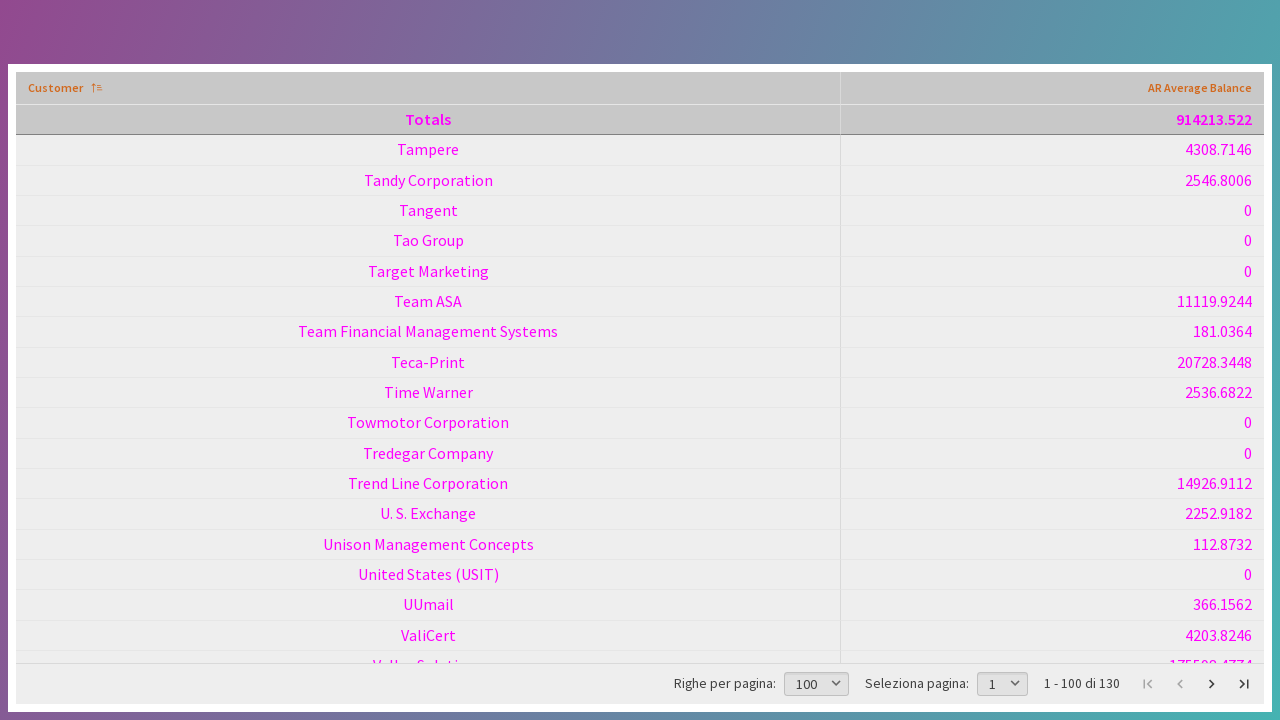 Customer AR Average Balance
Totals 914213.522
Tampere 4308.7146
Tandy Corporation 2546.8006
Tangent 0
Tao Group 0
Target Marketing 0
Team ASA 11119.9244
Team Financial Management Systems 181.0364
Teca-Print 20728.3448
Time Warner 2536.6822
Towmotor Corporation 0
Tredegar Company 0
Trend Line Corporation 14926.9112
U. S. Exchange 2252.9182
Unison Management Concepts 112.8732
United States (USIT) 0
UUmail 366.1562
ValiCert 4203.8246
Righe per pagina: 100 Seleziona pagina: 1 1 - 100 di 130